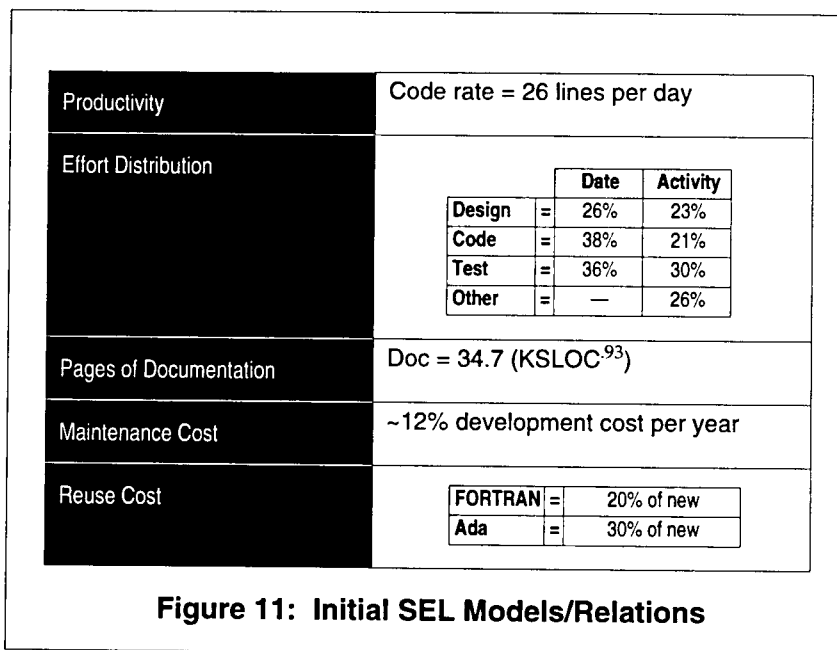 Productivity Code rate = 26 lines per day
Effort Distribution
Date Activity
Design = 26% 23%
Code = 38% 21%
Test = 36% 30%
Other = — 26%
Pages of Documentation Doc = 34.7 (KSLOC^.93)
Maintenance Cost ~12% development cost per year
Reuse Cost
FORTRAN = 20% of new
Ada = 30% of new
Figure 11: Initial SEL Models/Relations